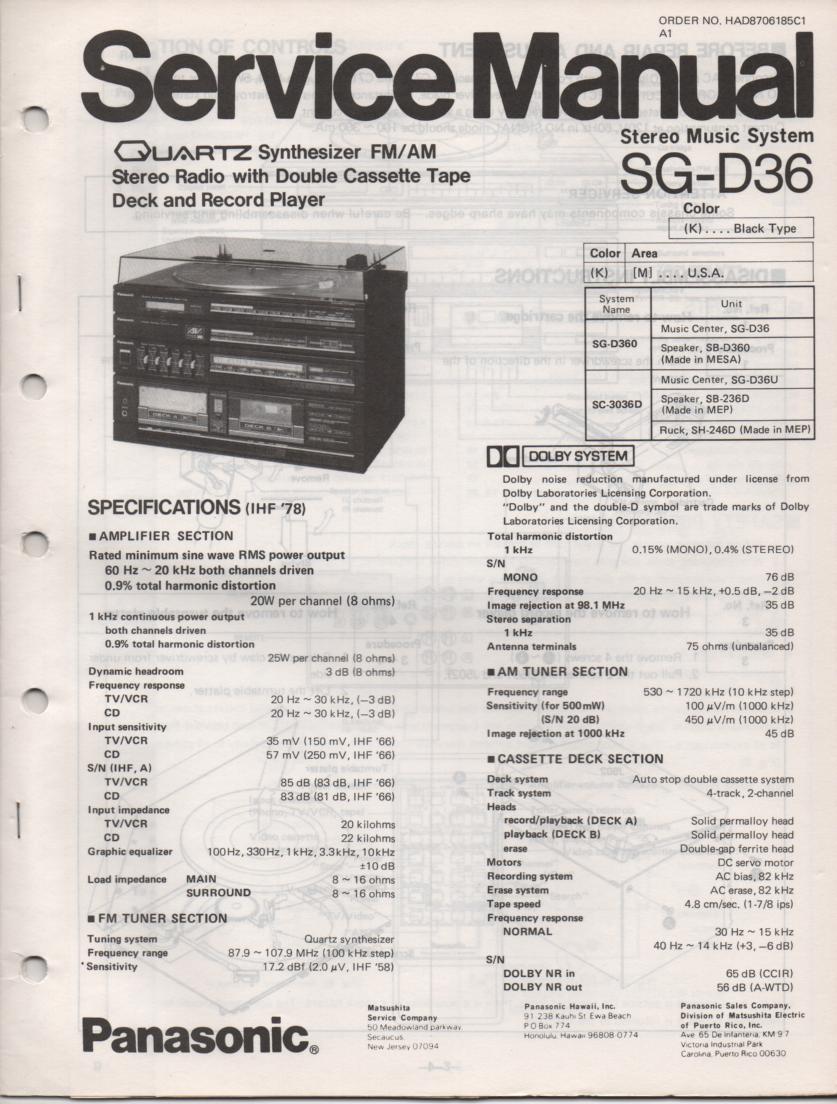 ORDER NO. HAD8706185C1
A1
Service Manual
Stereo Music System
SG-D36
QUARTZ Synthesizer FM/AM
Stereo Radio with Double Cassette Tape
Deck and Record Player
Color
(K) .... Black Type
Color Area
(K) [M] .... U.S.A.
System Name Unit
SG-D360
Music Center, SG-D36
Speaker, SB-D360
(Made in MESA)
SC-3036D
Music Center, SG-D36U
Speaker, SB-236D
(Made in MEP)
Ruck, SH-246D (Made in MEP)
SPECIFICATIONS (IHF '78)
■ AMPLIFIER SECTION
Rated minimum sine wave RMS power output
60 Hz ~ 20 kHz both channels driven
0.9% total harmonic distortion
20W per channel (8 ohms)
1 kHz continuous power output
both channels driven
0.9% total harmonic distortion
25W per channel (8 ohms)
Dynamic headroom 3 dB (8 ohms)
Frequency response
TV/VCR 20 Hz ~ 30 kHz, (−3 dB)
CD 20 Hz ~ 30 kHz, (−3 dB)
Input sensitivity
TV/VCR 35 mV (150 mV, IHF '66)
CD 57 mV (250 mV, IHF '66)
S/N (IHF, A)
TV/VCR 85 dB (83 dB, IHF '66)
CD 83 dB (81 dB, IHF '66)
Input impedance
TV/VCR 20 kilohms
CD 22 kilohms
Graphic equalizer 100Hz, 330Hz, 1 kHz, 3.3kHz, 10kHz
±10 dB
Load impedance MAIN 8 ~ 16 ohms
SURROUND 8 ~ 16 ohms
■ FM TUNER SECTION
Tuning system Quartz synthesizer
Frequency range 87.9 ~ 107.9 MHz (100 kHz step)
Sensitivity 17.2 dBf (2.0 µV, IHF '58)
DOLBY SYSTEM
Dolby noise reduction manufactured under license from
Dolby Laboratories Licensing Corporation.
"Dolby" and the double-D symbol are trade marks of Dolby
Laboratories Licensing Corporation.
Total harmonic distortion
1 kHz 0.15% (MONO), 0.4% (STEREO)
S/N
MONO 76 dB
Frequency response 20 Hz ~ 15 kHz, +0.5 dB, −2 dB
Image rejection at 98.1 MHz 35 dB
Stereo separation
1 kHz 35 dB
Antenna terminals 75 ohms (unbalanced)
■ AM TUNER SECTION
Frequency range 530 ~ 1720 kHz (10 kHz step)
Sensitivity (for 500mW) 100 µV/m (1000 kHz)
(S/N 20 dB) 450 µV/m (1000 kHz)
Image rejection at 1000 kHz 45 dB
■ CASSETTE DECK SECTION
Deck system Auto stop double cassette system
Track system 4-track, 2-channel
Heads
record/playback (DECK A) Solid permalloy head
playback (DECK B) Solid permalloy head
erase Double-gap ferrite head
Motors DC servo motor
Recording system AC bias, 82 kHz
Erase system AC erase, 82 kHz
Tape speed 4.8 cm/sec. (1-7/8 ips)
Frequency response
NORMAL 30 Hz ~ 15 kHz
40 Hz ~ 14 kHz (+3, −6 dB)
S/N
DOLBY NR in 65 dB (CCIR)
DOLBY NR out 56 dB (A-WTD)
Panasonic®
Matsushita
Service Company
50 Meadowland parkway
Secaucus.
New Jersey 07094
Panasonic Hawaii, Inc.
91 238 Kauhi St Ewa Beach
P O Box 774
Honolulu, Hawaii 96808-0774
Panasonic Sales Company,
Division of Matsushita Electric
of Puerto Rico, Inc.
Ave 65 De Infanteria, KM 9 7
Victoria Industrial Park
Carolina, Puerto Rico 00630